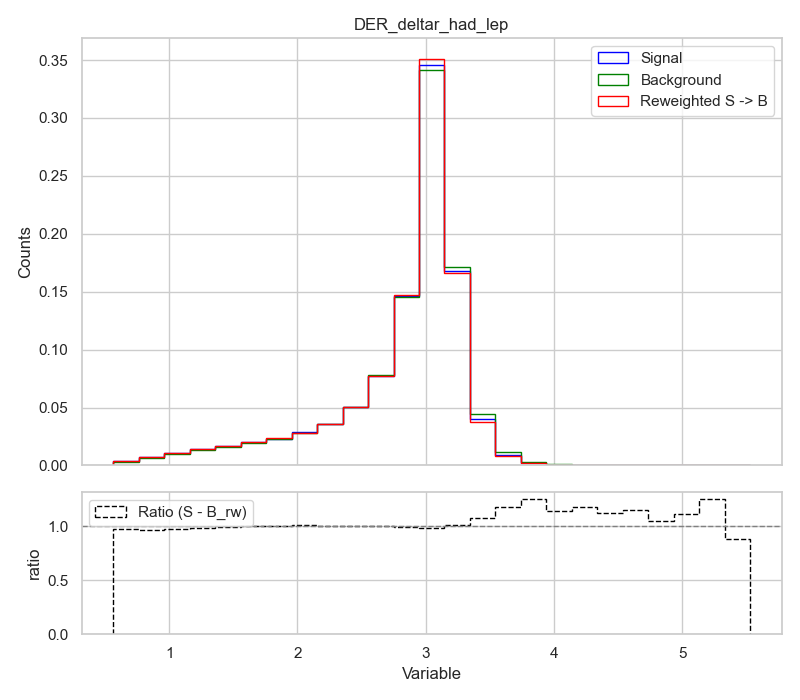 DER_deltar_had_lep
Counts
0.35
0.30
0.25
0.20
0.15
0.10
0.05
0.00
Signal
Background
Reweighted S -> B
Ratio (S - B_rw)
ratio
1.0
0.5
0.0
1 2 3 4 5
Variable